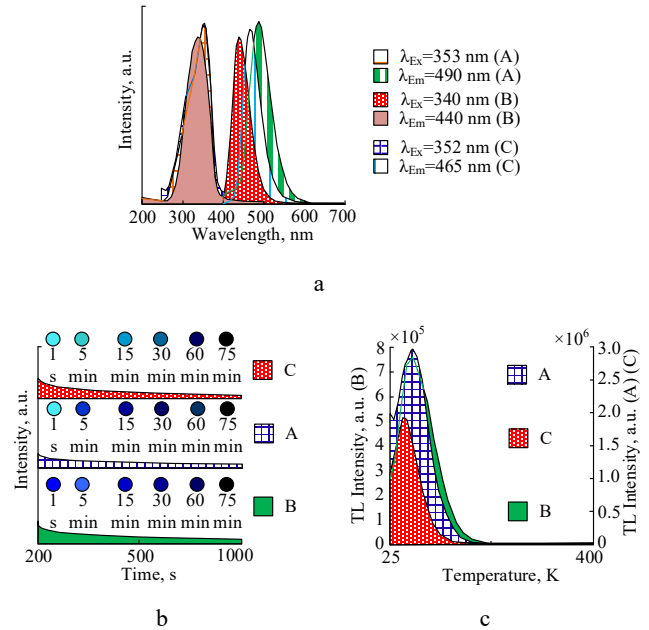 Intensity, a.u.
λEx=353 nm (A)
λEm=490 nm (A)
λEx=340 nm (B)
λEm=440 nm (B)
λEx=352 nm (C)
λEm=465 nm (C)
200 300 400 500 600 700
Wavelength, nm
a
Intensity, a.u.
1 5 15 30 60 75
s min min min min min
C
1 5 15 30 60 75
s min min min min min
A
1 5 15 30 60 75
s min min min min min
B
200 500 1000
Time, s
b
×10⁵ ×10⁶
TL Intensity, a.u. (B)
8
7
6
5
4
3
2
1
0
A
C
B
3.0
2.5
2.0
1.5
1.0
0.5
0
TL Intensity, a.u. (A) (C)
25 400
Temperature, K
c